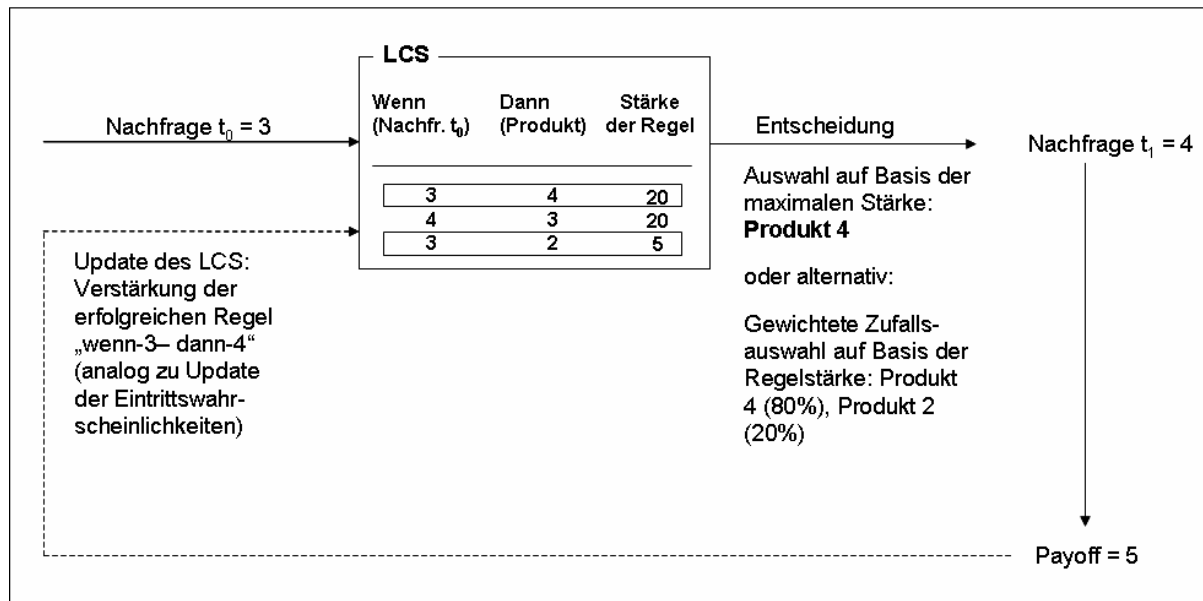 LCS
Wenn Dann Stärke
(Nachfr. t₀) (Produkt) der Regel
3 4 20
4 3 20
3 2 5
Nachfrage t₀ = 3
Update des LCS:
Verstärkung der
erfolgreichen Regel
„wenn-3– dann-4“
(analog zu Update
der Eintrittswahr-
scheinlichkeiten)
Entscheidung
Auswahl auf Basis der
maximalen Stärke:
Produkt 4
oder alternativ:
Gewichtete Zufalls-
auswahl auf Basis der
Regelstärke: Produkt
4 (80%), Produkt 2
(20%)
Nachfrage t₁ = 4
Payoff = 5